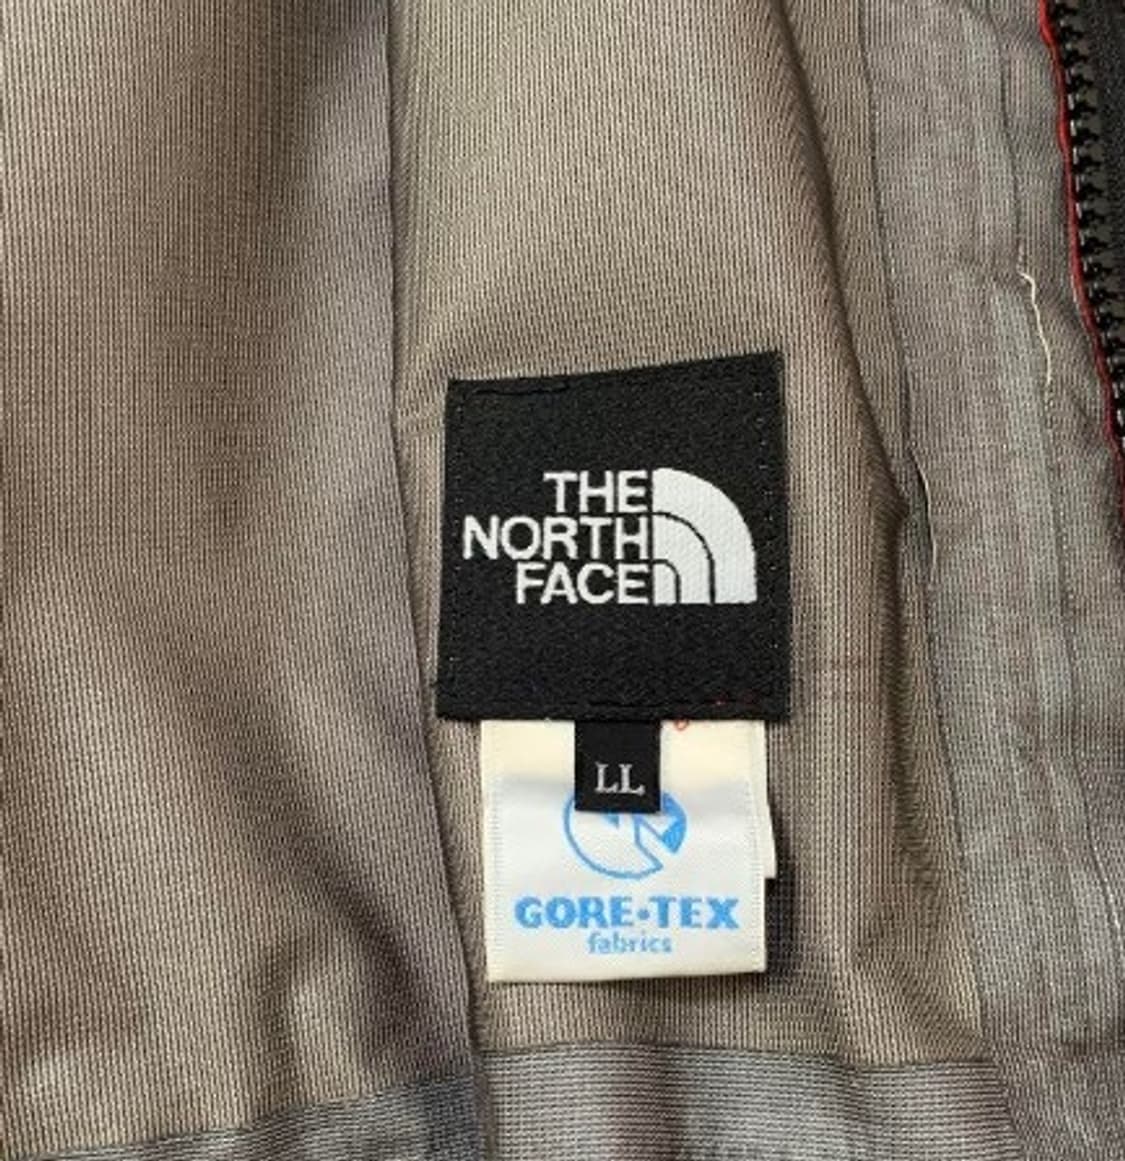 THE
NORTH
FACE
LL
GORE-TEX
fabrics